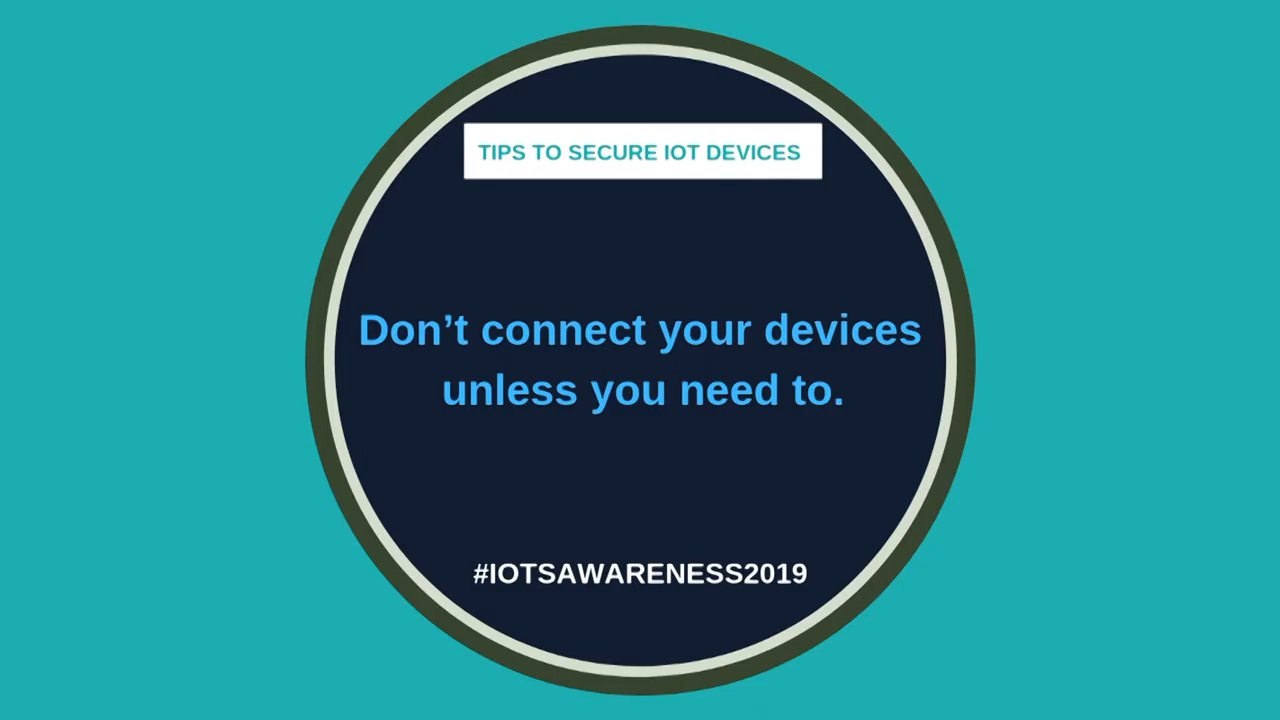 TIPS TO SECURE IOT DEVICES
Don’t connect your devices
unless you need to.
#IOTSAWARENESS2019